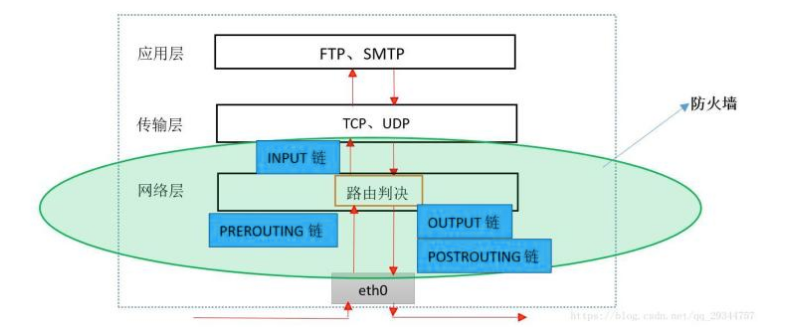 应用层
FTP、SMTP
防火墙
传输层
TCP、UDP
INPUT 链
网络层
路由判决
PREROUTING 链
OUTPUT 链
POSTROUTING 链
eth0
https://blog.csdn.net/qq_29344757